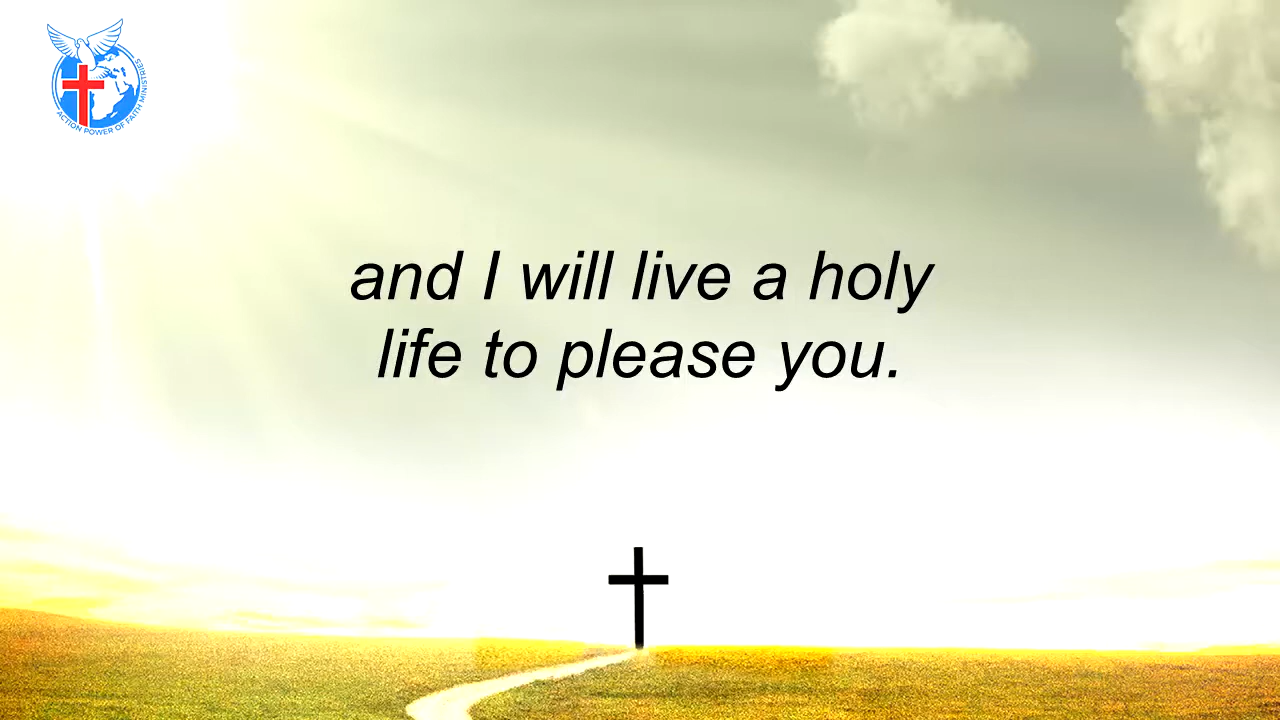 ACTION POWER OF FAITH MINISTRIES
and I will live a holy
life to please you.